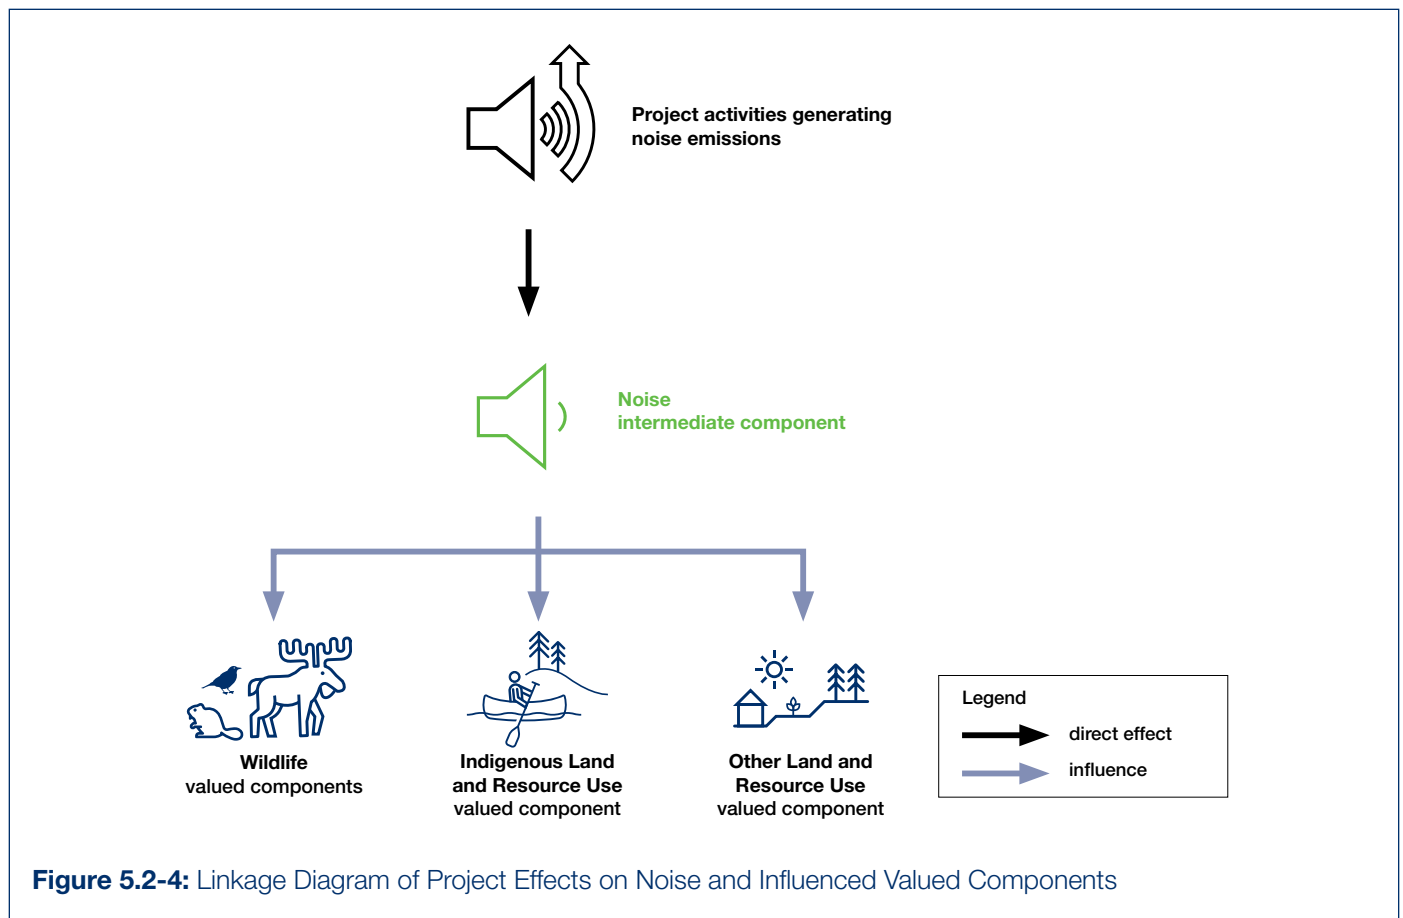 Project activities generating
noise emissions
Noise
intermediate component
Wildlife
valued components
Indigenous Land
and Resource Use
valued component
Other Land and
Resource Use
valued component
Legend
direct effect
influence
Figure 5.2-4: Linkage Diagram of Project Effects on Noise and Influenced Valued Components